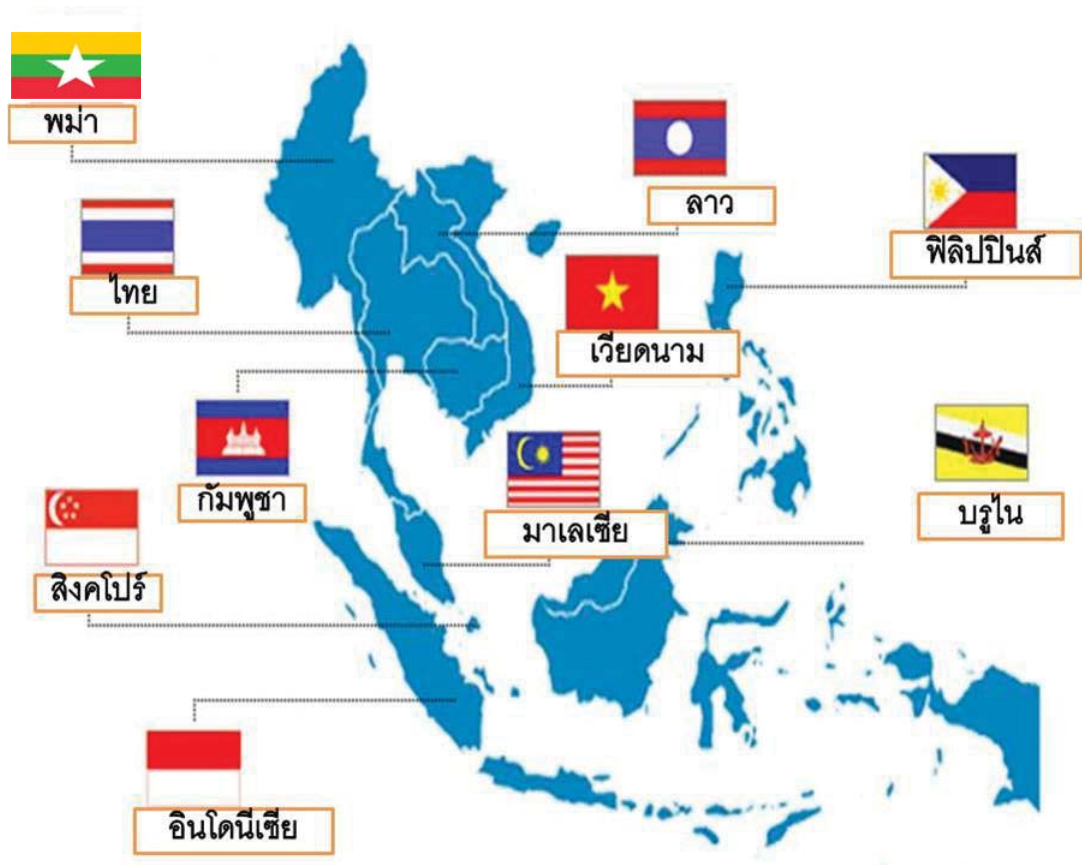 พม่า
ลาว
ฟิลิปปินส์
ไทย
เวียดนาม
กัมพูชา
มาเลเซีย
บรูไน
สิงคโปร์
อินโดนีเซีย